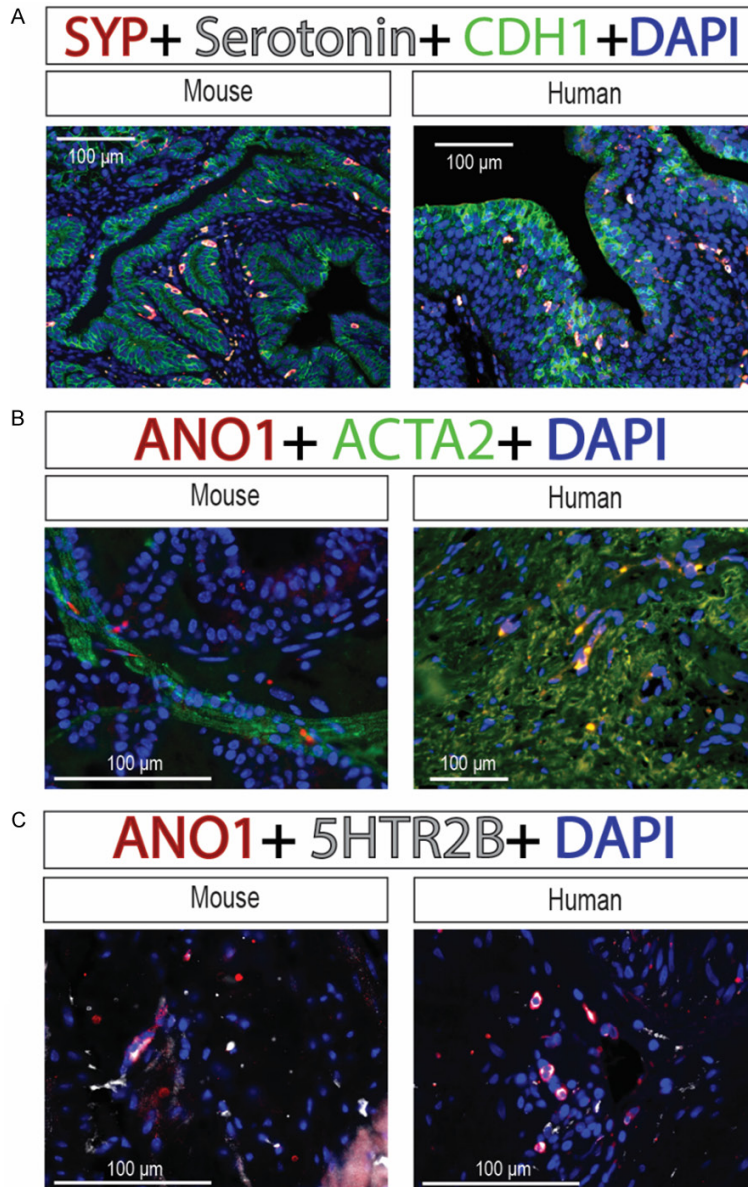 A
SYP+ Serotonin+ CDH1+DAPI
Mouse
Human
100 µm
100 µm
B
ANO1+ ACTA2+ DAPI
Mouse
Human
100 µm
100 µm
C
ANO1+ 5HTR2B+ DAPI
Mouse
Human
100 µm
100 µm